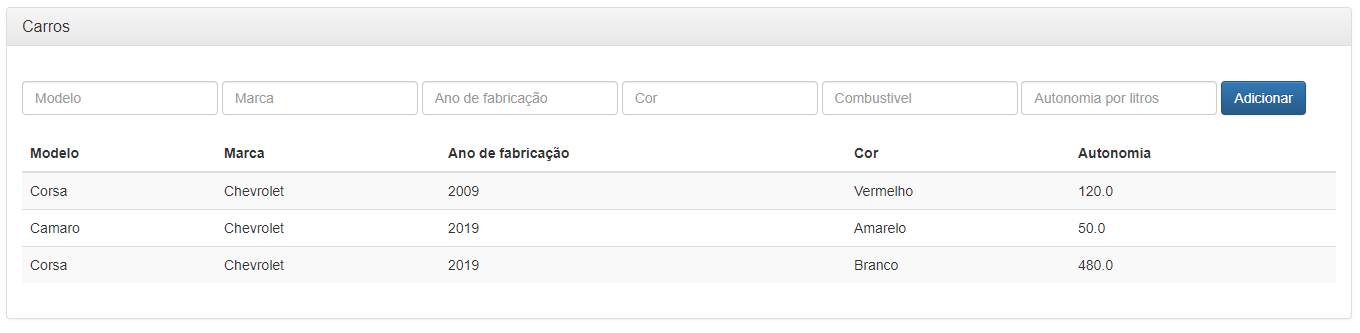 Carros
Modelo Marca Ano de fabricação Cor Combustivel Autonomia por litros Adicionar
Modelo Marca Ano de fabricação Cor Autonomia
Corsa Chevrolet 2009 Vermelho 120.0
Camaro Chevrolet 2019 Amarelo 50.0
Corsa Chevrolet 2019 Branco 480.0